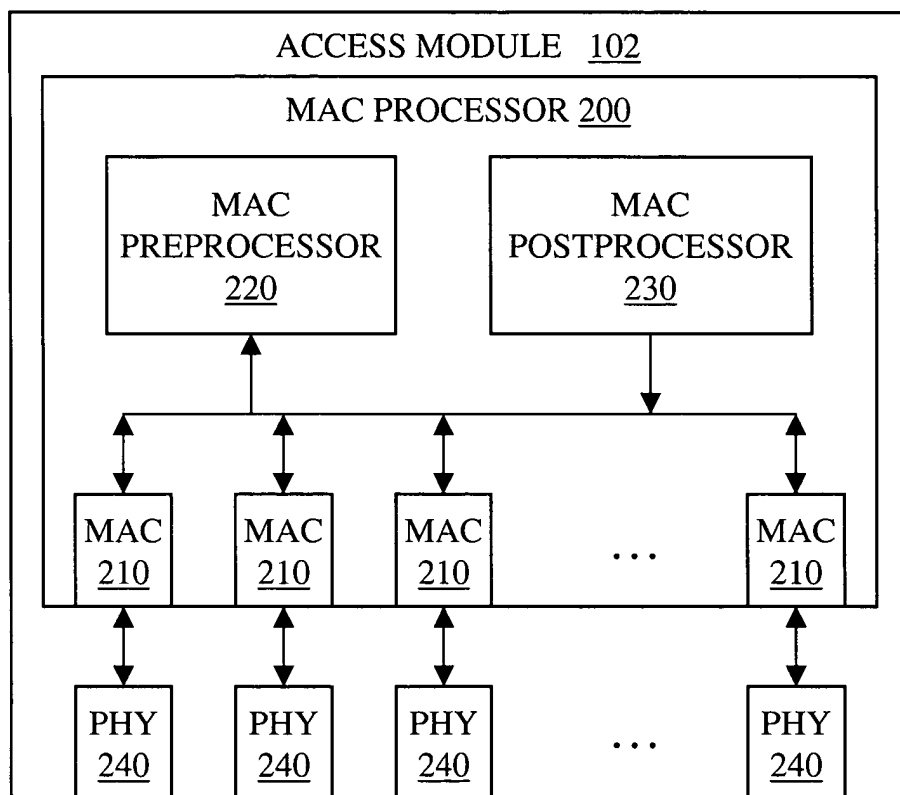 ACCESS MODULE 102
MAC PROCESSOR 200
MAC
PREPROCESSOR
220
MAC
POSTPROCESSOR
230
MAC
210
MAC
210
MAC
210
...
MAC
210
PHY
240
PHY
240
PHY
240
...
PHY
240